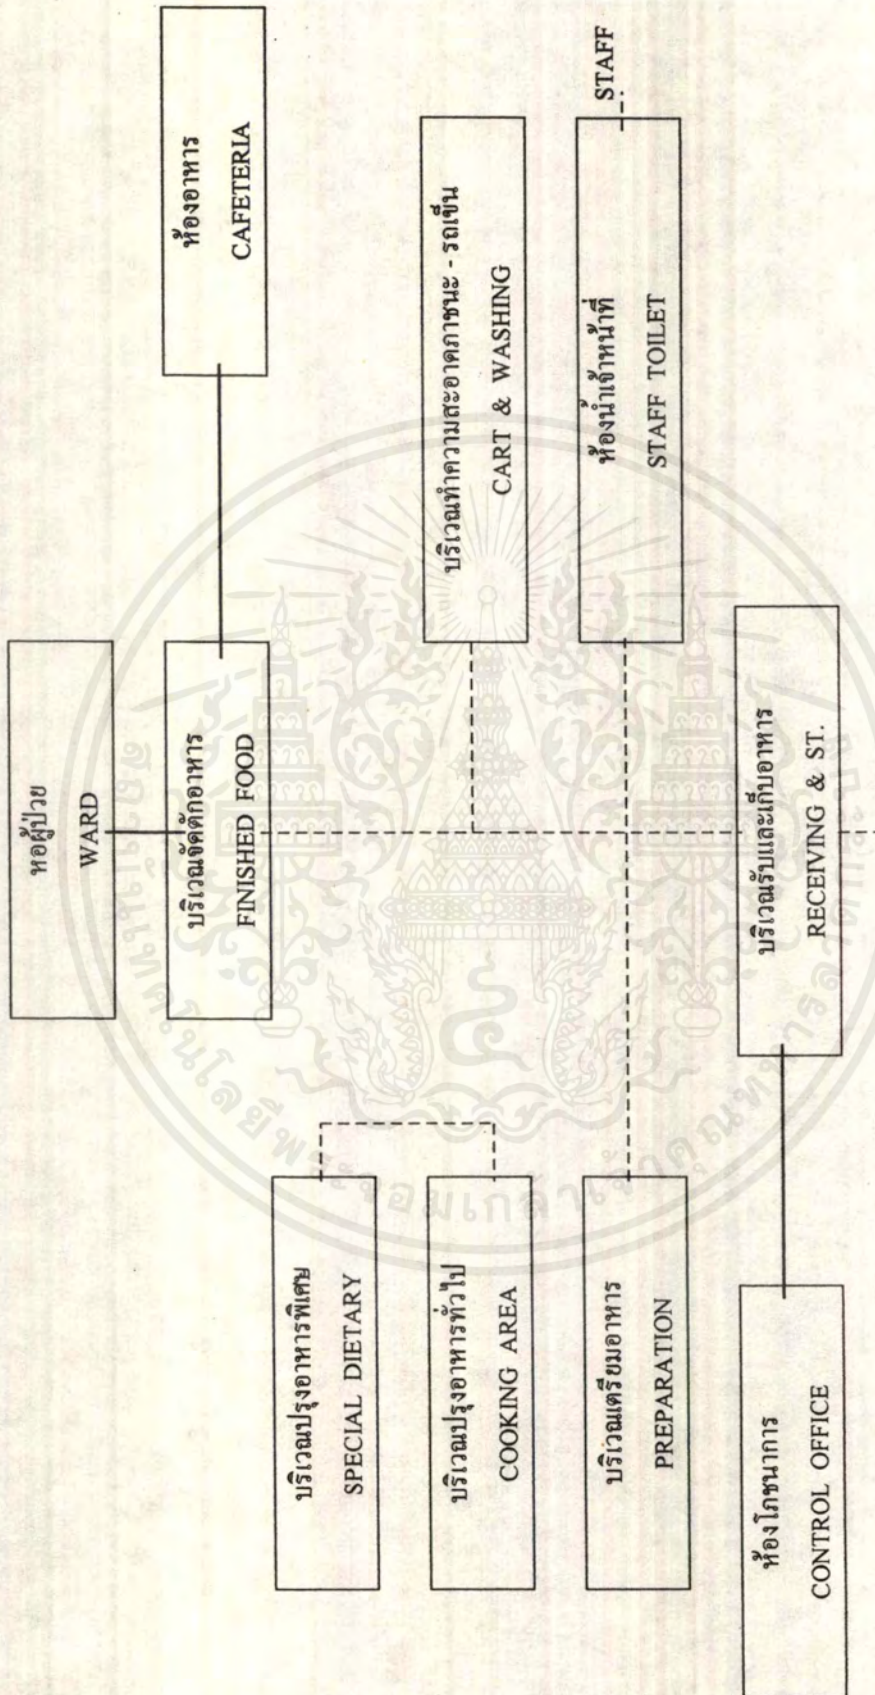 หอผู้ป่วย
WARD
บริเวณจัดตักอาหาร
FINISHED FOOD
ห้องอาหาร
CAFETERIA
บริเวณปรุงอาหารพิเศษ
SPECIAL DIETARY
บริเวณปรุงอาหารทั่วไป
COOKING AREA
บริเวณทำความสะอาดภาชนะ - รถเข็น
CART & WASHING
บริเวณเตรียมอาหาร
PREPARATION
ห้องน้ำเจ้าหน้าที่
STAFF TOILET
STAFF
ห้องโภชนาการ
CONTROL OFFICE
บริเวณรับและเก็บอาหาร
RECEIVING & ST.